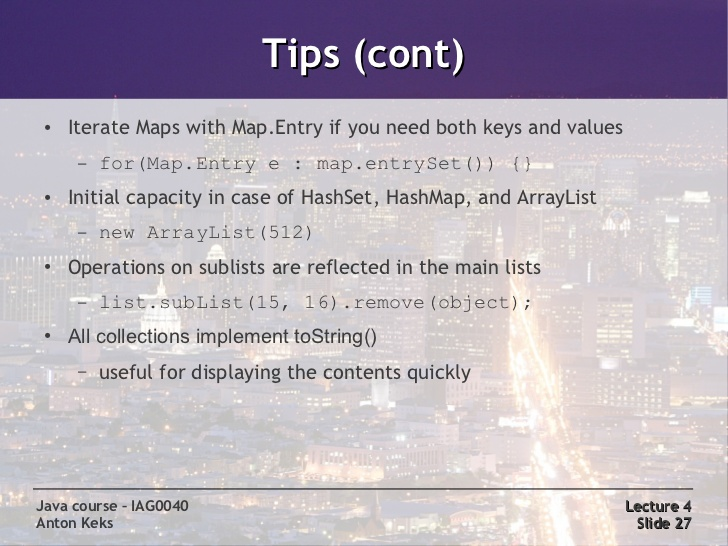 Tips (cont)
• Iterate Maps with Map.Entry if you need both keys and values
– for(Map.Entry e : map.entrySet()) {}
• Initial capacity in case of HashSet, HashMap, and ArrayList
– new ArrayList(512)
• Operations on sublists are reflected in the main lists
– list.subList(15, 16).remove(object);
• All collections implement toString()
– useful for displaying the contents quickly
Java course – IAG0040
Anton Keks
Lecture 4
Slide 27